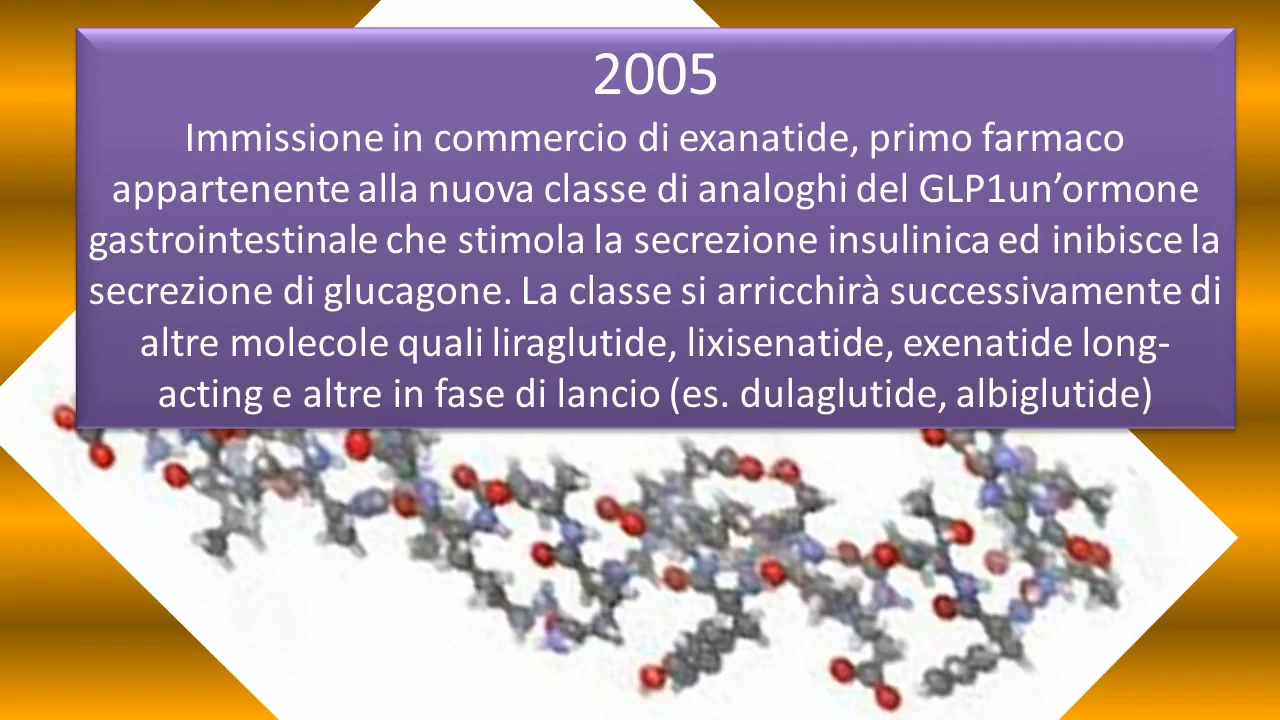 2005
Immissione in commercio di exanatide, primo farmaco
appartenente alla nuova classe di analoghi del GLP1un’ormone
gastrointestinale che stimola la secrezione insulinica ed inibisce la
secrezione di glucagone. La classe si arricchirà successivamente di
altre molecole quali liraglutide, lixisenatide, exenatide long-
acting e altre in fase di lancio (es. dulaglutide, albiglutide)